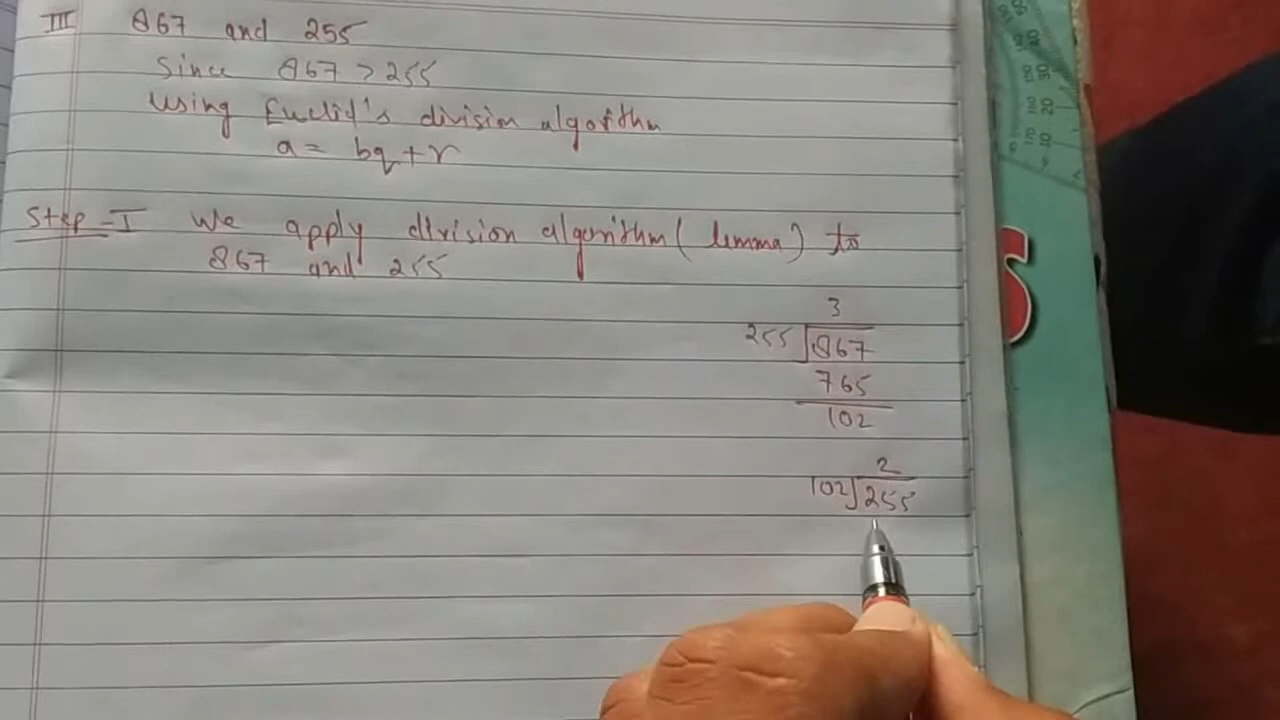 III 867 and 255
Since 867 > 255
Using Euclid's division algorithm
a = bq + r
Step-I We apply division algorithm (lemma) to
867 and 255
3
255 867
765
102
2
102 255